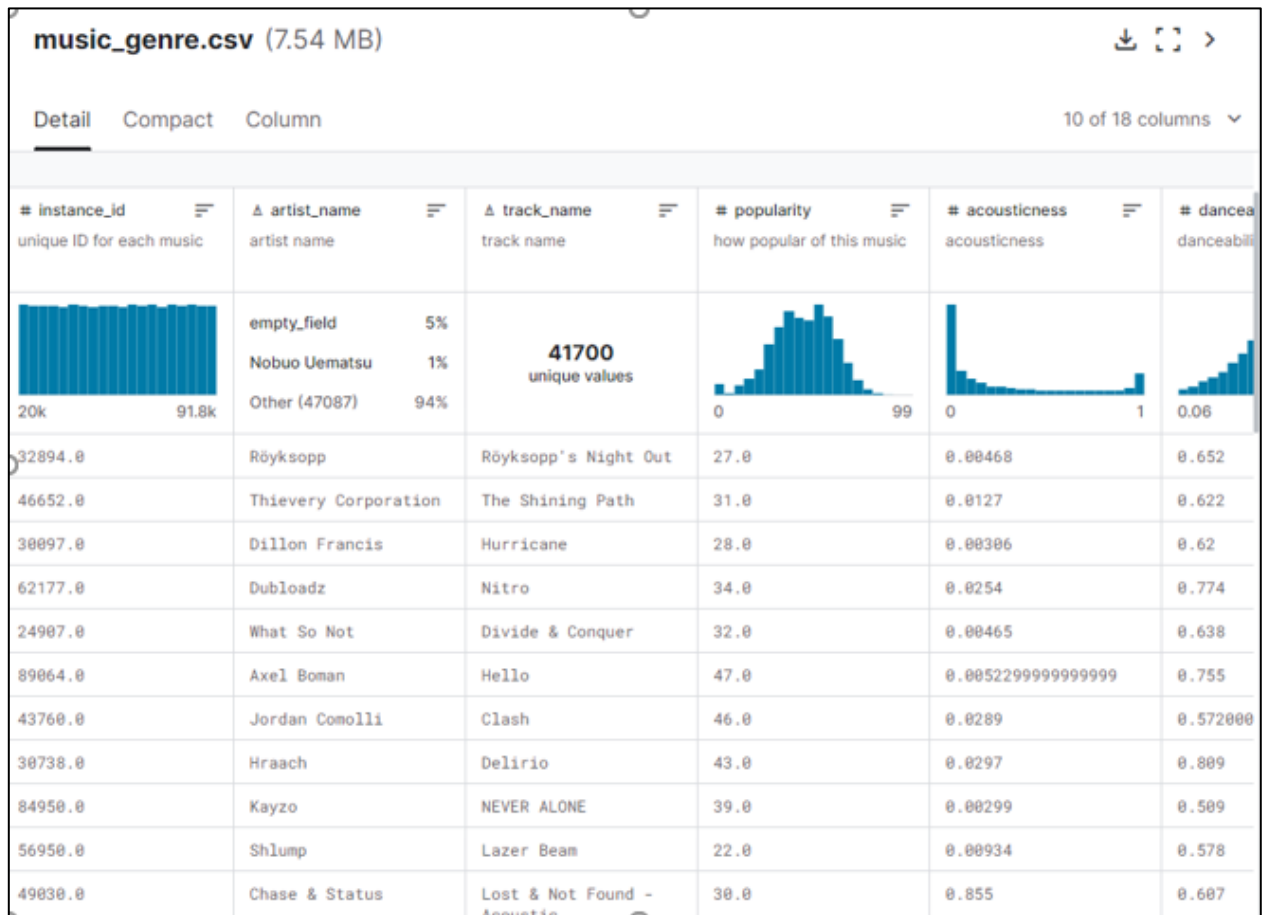 music_genre.csv (7.54 MB)
Detail Compact Column 10 of 18 columns
# instance_id artist_name track_name # popularity # acousticness # dancea
unique ID for each music artist name track name how popular of this music acousticness danceabili
empty_field 5%
Nobuo Uematsu 1%
Other (47087) 94%
41700
unique values
20k 91.8k 0 99 0 1 0.06
32894.0 Röyksopp Röyksopp's Night Out 27.0 0.00468 0.652
46652.0 Thievery Corporation The Shining Path 31.0 0.0127 0.622
30097.0 Dillon Francis Hurricane 28.0 0.00306 0.62
62177.0 Dubloadz Nitro 34.0 0.0254 0.774
24907.0 What So Not Divide & Conquer 32.0 0.00465 0.638
89064.0 Axel Boman Hello 47.0 0.0052299999999999 0.755
43760.0 Jordan Comolli Clash 46.0 0.0289 0.572000
30738.0 Hraach Delirio 43.0 0.0297 0.809
84950.0 Kayzo NEVER ALONE 39.0 0.00299 0.509
56950.0 Shlump Lazer Beam 22.0 0.00934 0.578
49030.0 Chase & Status Lost & Not Found - 30.0 0.855 0.607